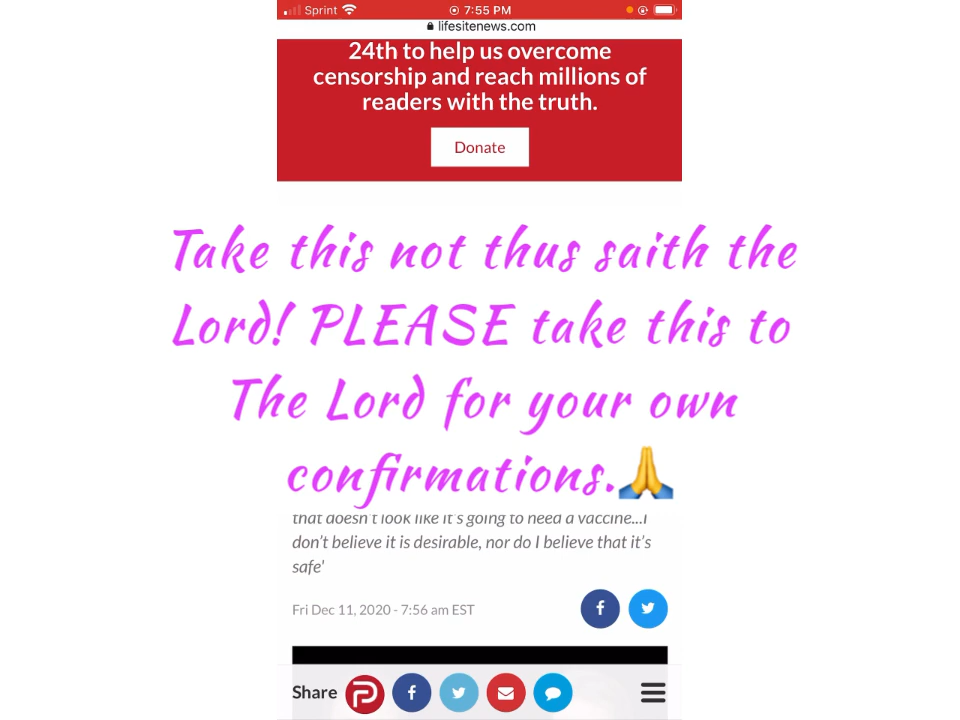 Sprint 7:55 PM
lifesitenews.com
24th to help us overcome
censorship and reach millions of
readers with the truth.
Donate
Take this not thus saith the
Lord! PLEASE take this to
The Lord for your own
confirmations.🙏
that doesn't look like it's going to need a vaccine...I
don't believe it is desirable, nor do I believe that it's
safe'
Fri Dec 11, 2020 - 7:56 am EST
Share